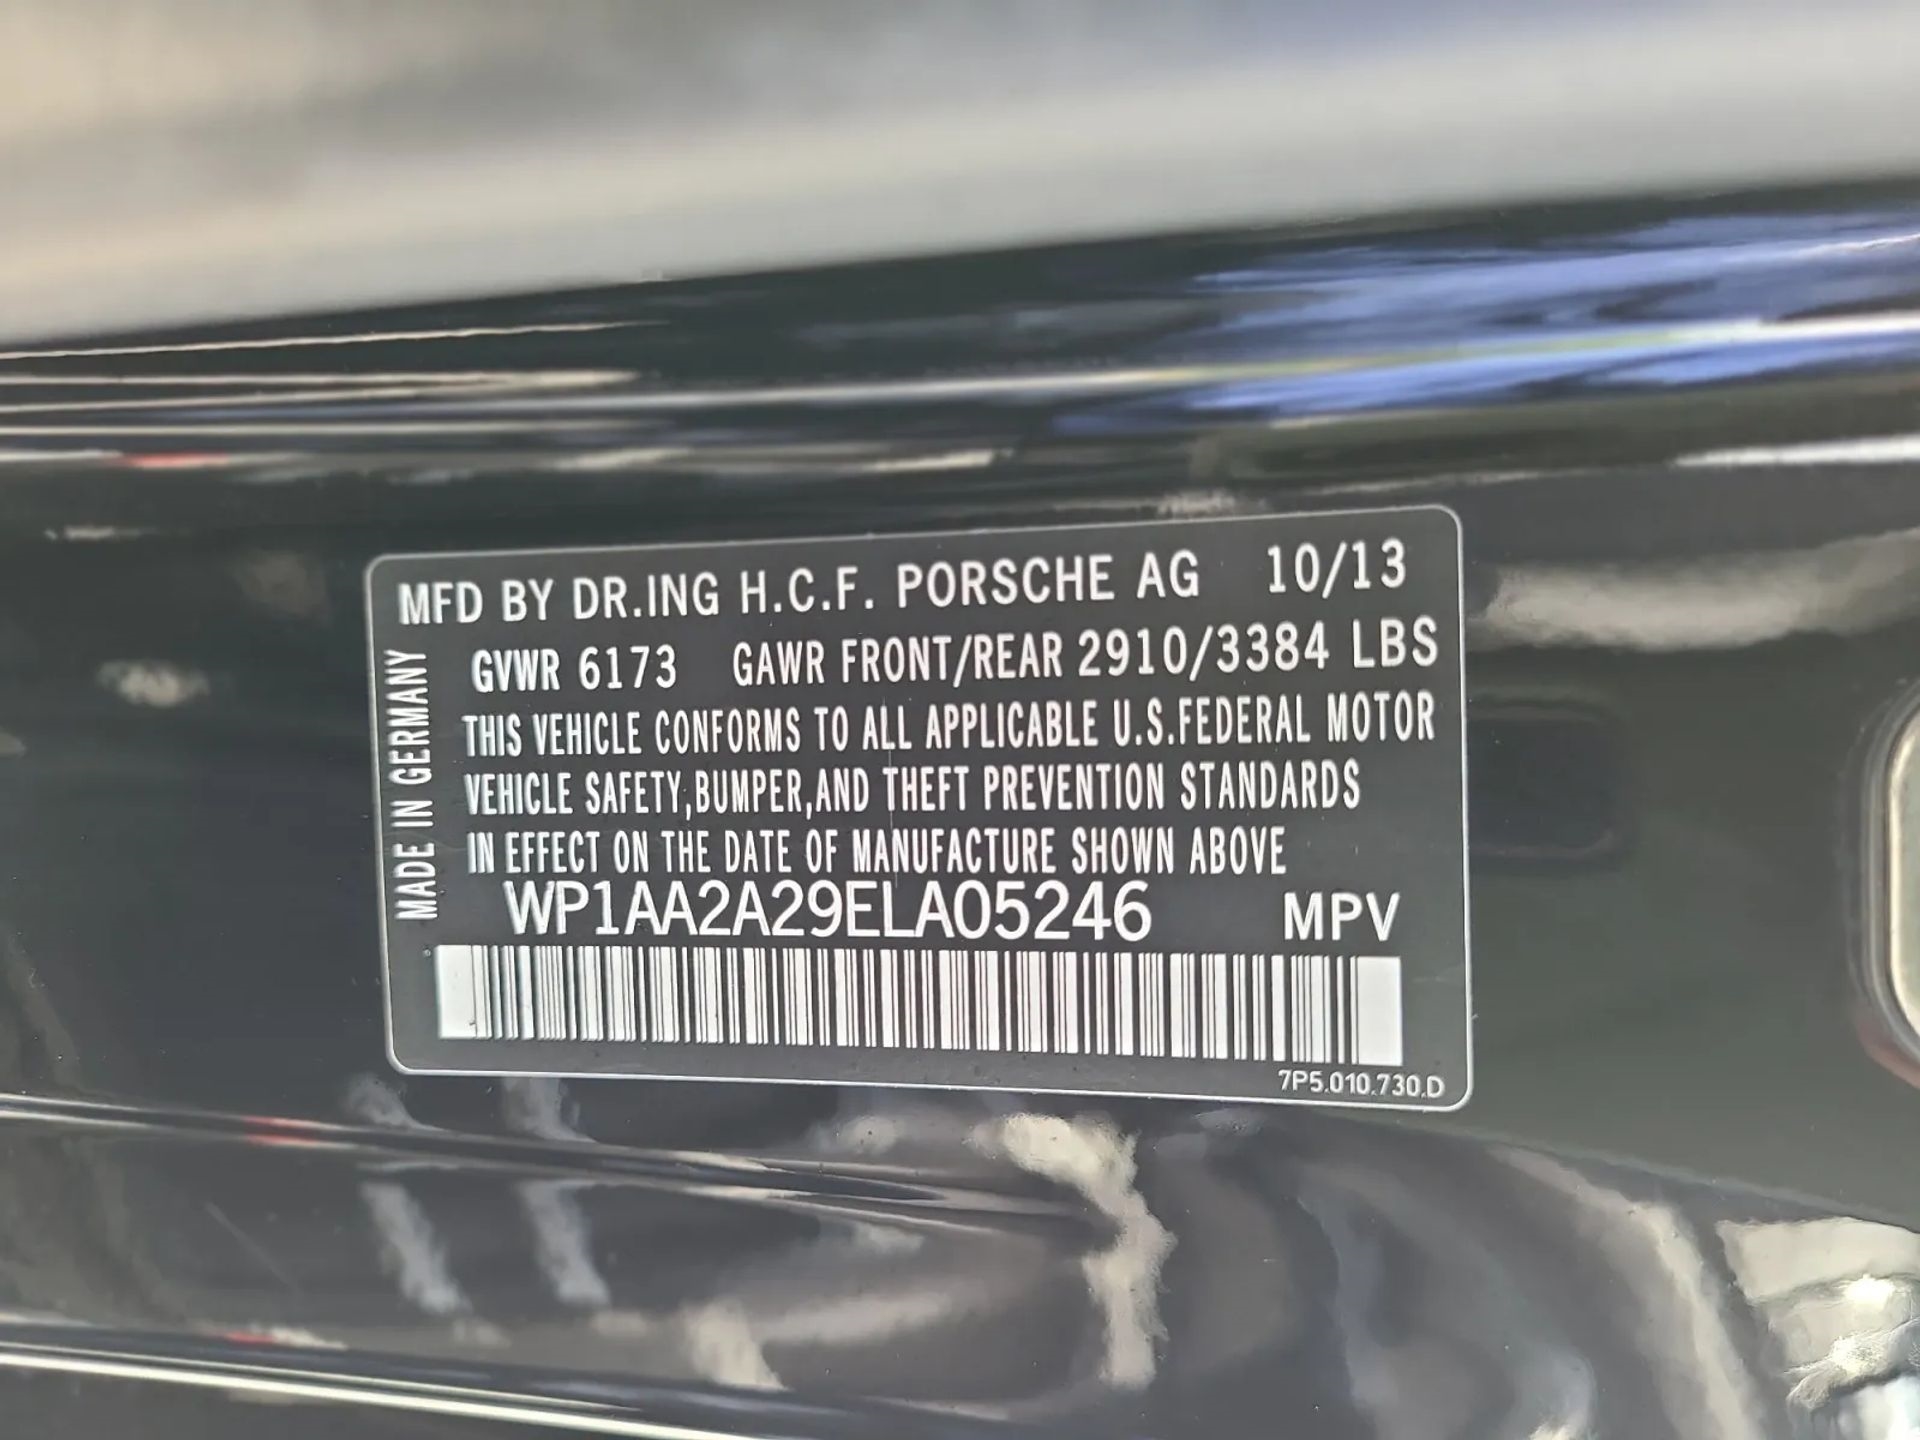 MFD BY DR.ING H.C.F. PORSCHE AG 10/13
GVWR 6173 GAWR FRONT/REAR 2910/3384 LBS
THIS VEHICLE CONFORMS TO ALL APPLICABLE U.S.FEDERAL MOTOR
VEHICLE SAFETY,BUMPER,AND THEFT PREVENTION STANDARDS
IN EFFECT ON THE DATE OF MANUFACTURE SHOWN ABOVE
WP1AA2A29ELA05246 MPV
MADE IN GERMANY
7P5.010.730.D